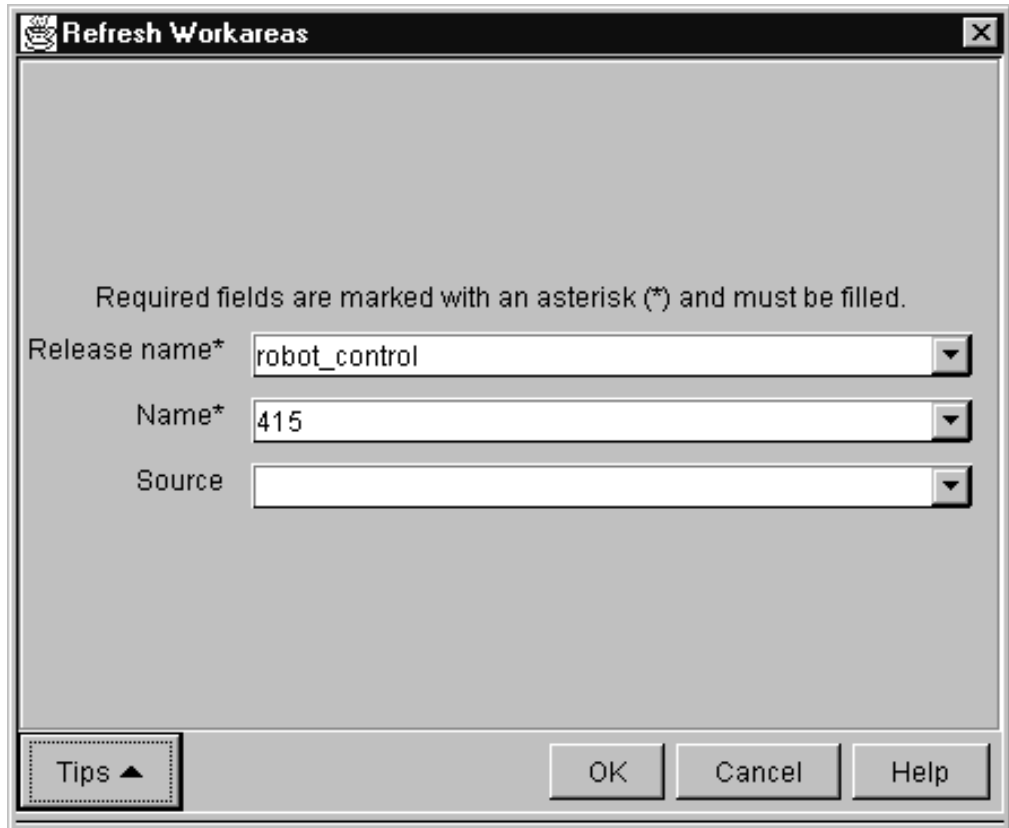 Refresh Workareas
Required fields are marked with an asterisk (*) and must be filled.
Release name* robot_control
Name* 415
Source
Tips OK Cancel Help